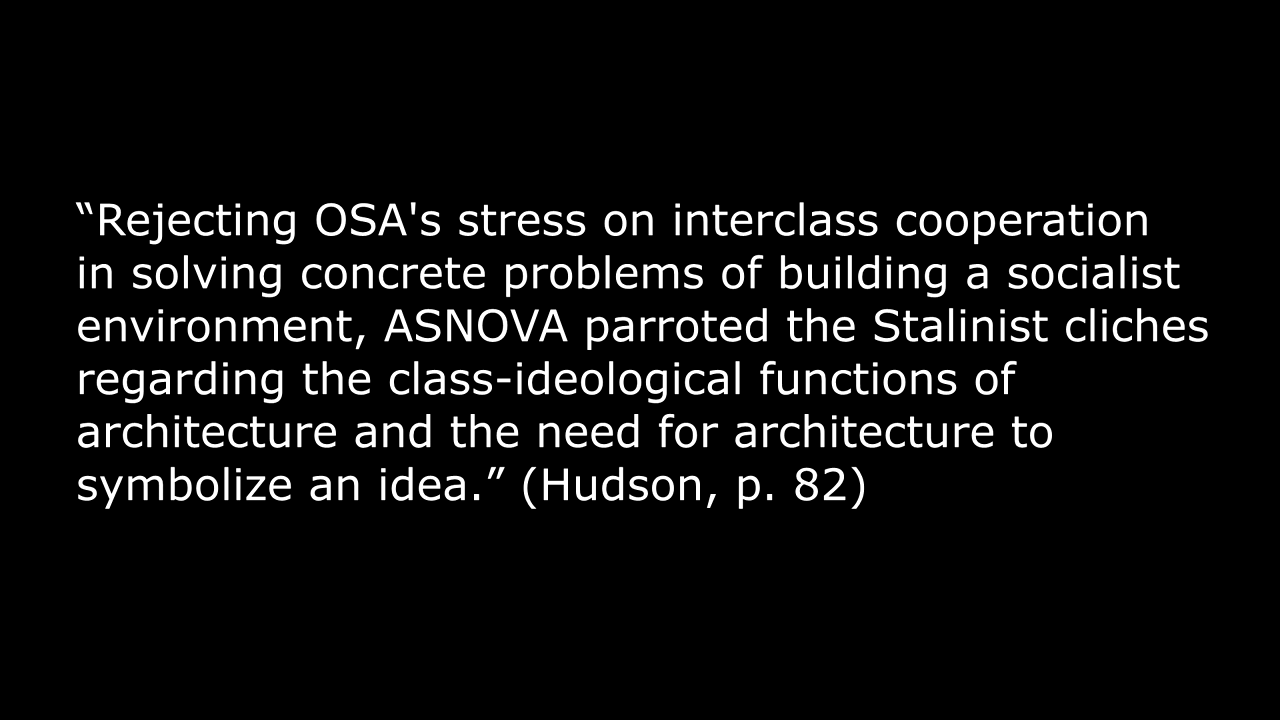 “Rejecting OSA's stress on interclass cooperation
in solving concrete problems of building a socialist
environment, ASNOVA parroted the Stalinist cliches
regarding the class-ideological functions of
architecture and the need for architecture to
symbolize an idea.” (Hudson, p. 82)